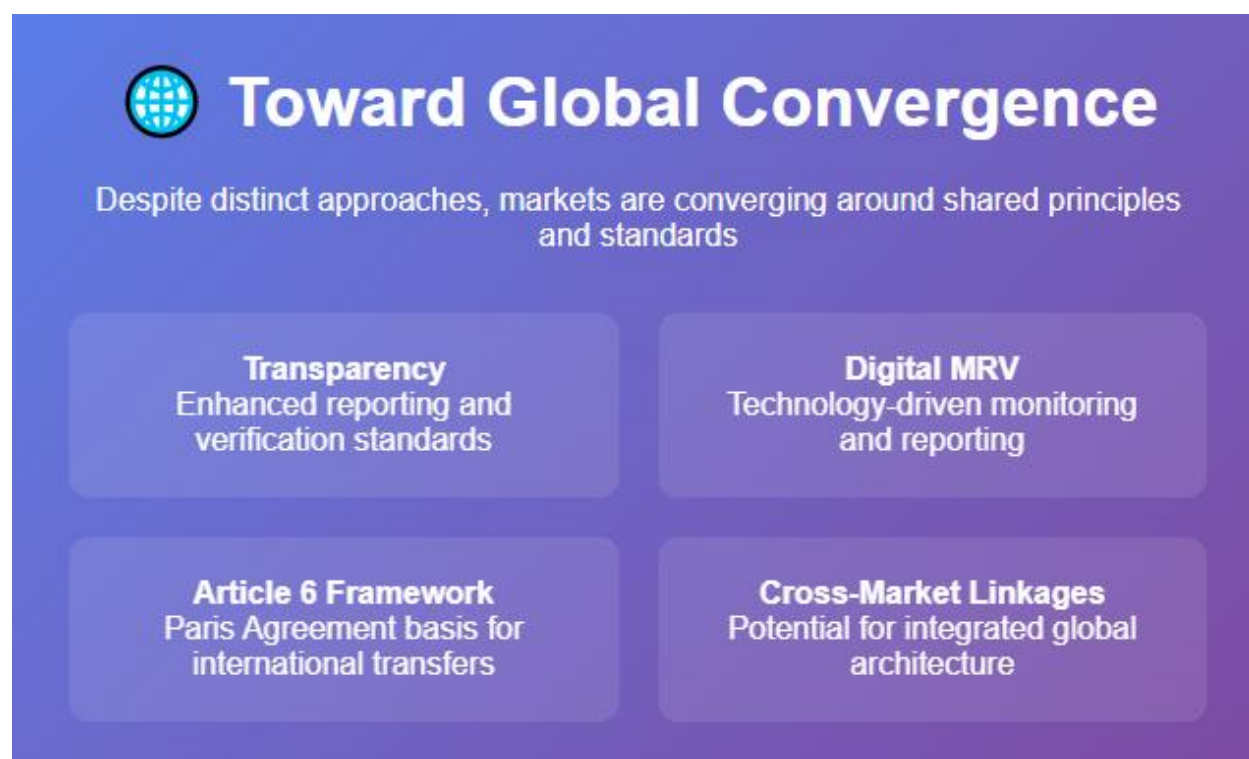 Toward Global Convergence
Despite distinct approaches, markets are converging around shared principles
and standards
Transparency
Enhanced reporting and
verification standards
Digital MRV
Technology-driven monitoring
and reporting
Article 6 Framework
Paris Agreement basis for
international transfers
Cross-Market Linkages
Potential for integrated global
architecture